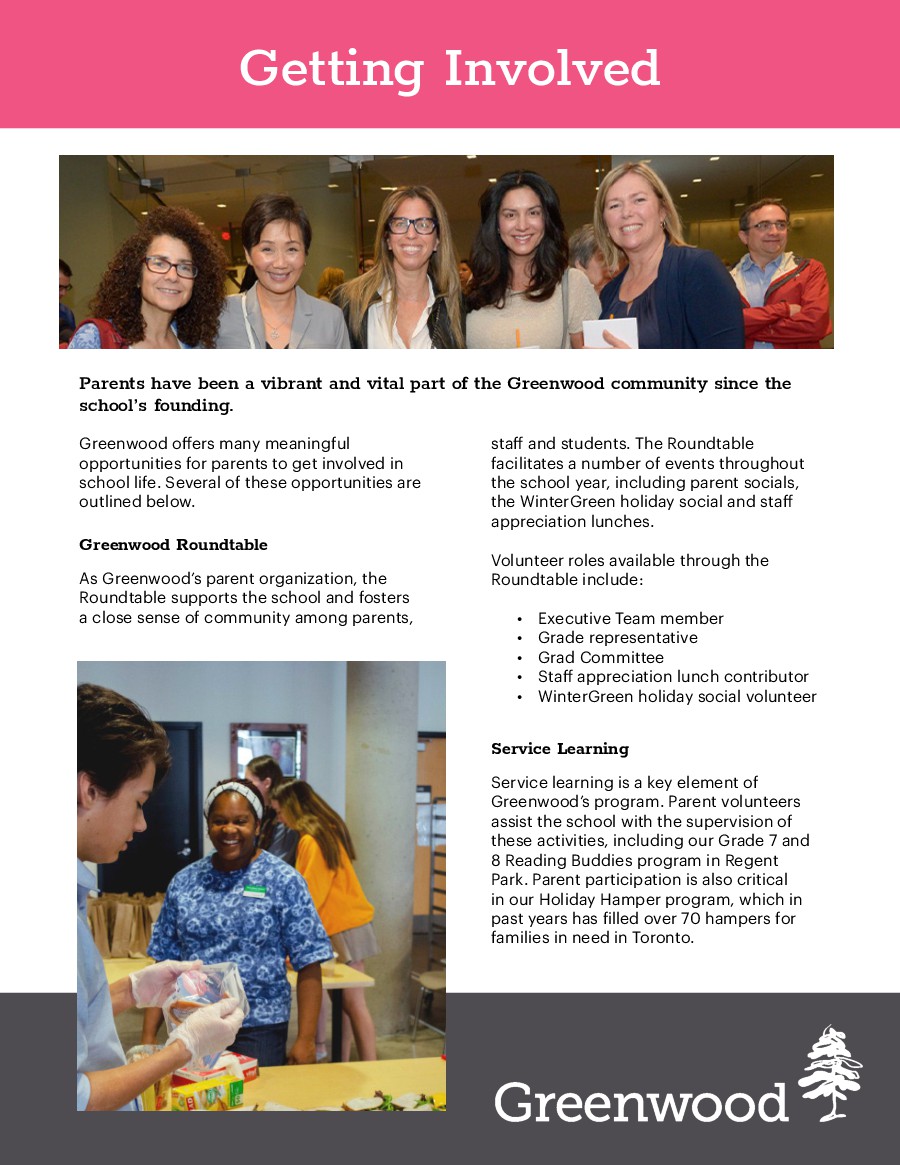 Getting Involved
Parents have been a vibrant and vital part of the Greenwood community since the
school's founding.
Greenwood offers many meaningful
opportunities for parents to get involved in
school life. Several of these opportunities are
outlined below.
Greenwood Roundtable
As Greenwood's parent organization, the
Roundtable supports the school and fosters
a close sense of community among parents,
staff and students. The Roundtable
facilitates a number of events throughout
the school year, including parent socials,
the WinterGreen holiday social and staff
appreciation lunches.
Volunteer roles available through the
Roundtable include:
• Executive Team member
• Grade representative
• Grad Committee
• Staff appreciation lunch contributor
• WinterGreen holiday social volunteer
Service Learning
Service learning is a key element of
Greenwood's program. Parent volunteers
assist the school with the supervision of
these activities, including our Grade 7 and
8 Reading Buddies program in Regent
Park. Parent participation is also critical
in our Holiday Hamper program, which in
past years has filled over 70 hampers for
families in need in Toronto.
Greenwood